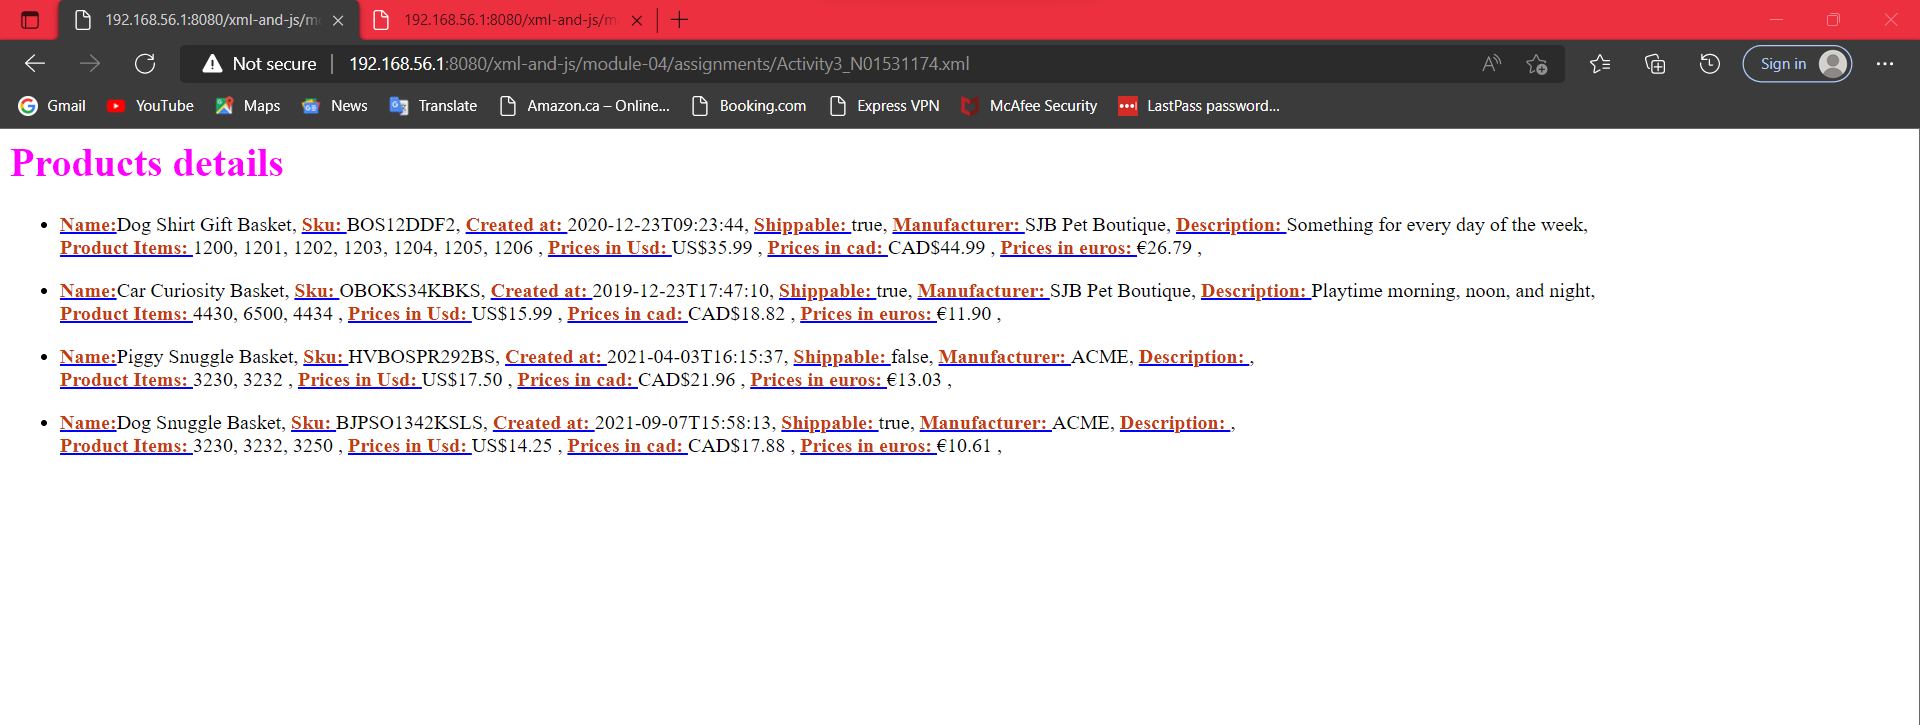 192.168.56.1:8080/xml-and-js/m
192.168.56.1:8080/xml-and-js/m
Not secure 192.168.56.1:8080/xml-and-js/module-04/assignments/Activity3_N01531174.xml
Sign in
Gmail YouTube Maps News Translate Amazon.ca – Online... Booking.com Express VPN McAfee Security LastPass password...
Products details
• Name:Dog Shirt Gift Basket, Sku: BOS12DDF2, Created at: 2020-12-23T09:23:44, Shippable: true, Manufacturer: SJB Pet Boutique, Description: Something for every day of the week,
Product Items: 1200, 1201, 1202, 1203, 1204, 1205, 1206 , Prices in Usd: US$35.99 , Prices in cad: CAD$44.99 , Prices in euros: €26.79 ,
• Name:Car Curiosity Basket, Sku: OBOKS34KBKS, Created at: 2019-12-23T17:47:10, Shippable: true, Manufacturer: SJB Pet Boutique, Description: Playtime morning, noon, and night,
Product Items: 4430, 6500, 4434 , Prices in Usd: US$15.99 , Prices in cad: CAD$18.82 , Prices in euros: €11.90 ,
• Name:Piggy Snuggle Basket, Sku: HVBOSPR292BS, Created at: 2021-04-03T16:15:37, Shippable: false, Manufacturer: ACME, Description: ,
Product Items: 3230, 3232 , Prices in Usd: US$17.50 , Prices in cad: CAD$21.96 , Prices in euros: €13.03 ,
• Name:Dog Snuggle Basket, Sku: BJPSO1342KSLS, Created at: 2021-09-07T15:58:13, Shippable: true, Manufacturer: ACME, Description: ,
Product Items: 3230, 3232, 3250 , Prices in Usd: US$14.25 , Prices in cad: CAD$17.88 , Prices in euros: €10.61 ,